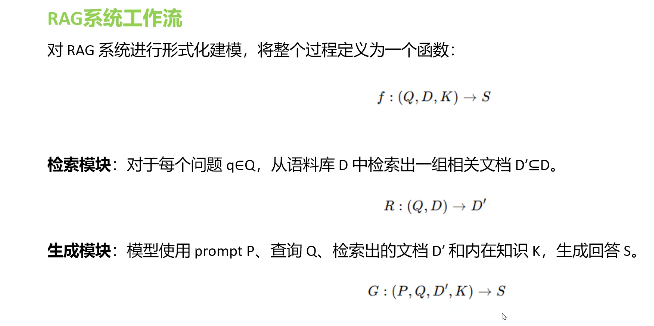 RAG系统工作流
对 RAG 系统进行形式化建模，将整个过程定义为一个函数：
f : (Q, D, K) → S
检索模块：对于每个问题 q∈Q，从语料库 D 中检索出一组相关文档 D′⊆D。
R : (Q, D) → D′
生成模块：模型使用 prompt P、查询 Q、检索出的文档 D′ 和内在知识 K，生成回答 S。
G : (P, Q, D′, K) → S